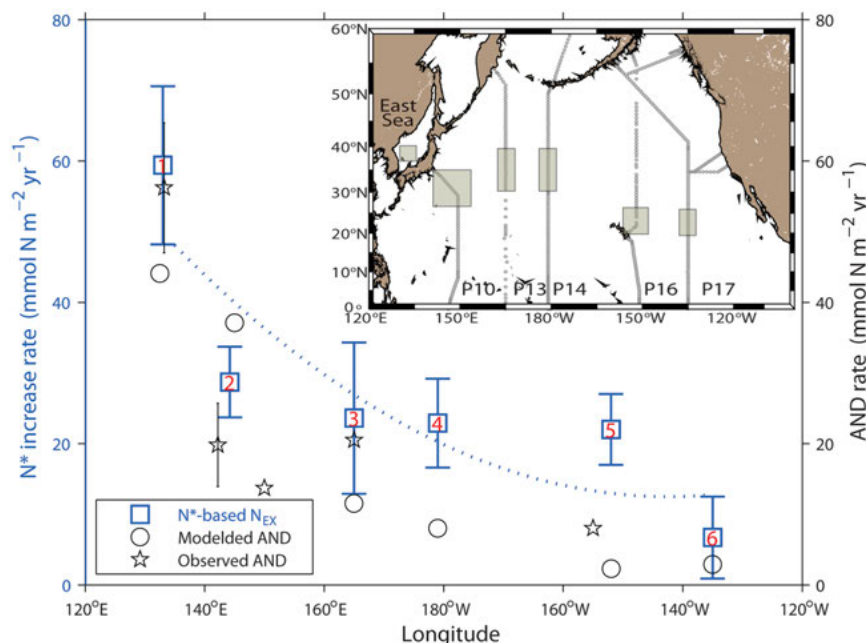 80
60
40
20
0
N* increase rate (mmol N m⁻² yr⁻¹)
80
60
40
20
0
AND rate (mmol N m⁻² yr⁻¹)
60°N
50°N
40°N
30°N
20°N
10°N
0°
East
Sea
P10 P13 P14 P16 P17
120°E 150°E 180°W 150°W 120°W
1
2
3
4
5
6
N*-based N_EX
Modelded AND
Observed AND
120°E 140°E 160°E 180°W 160°W 140°W 120°W
Longitude